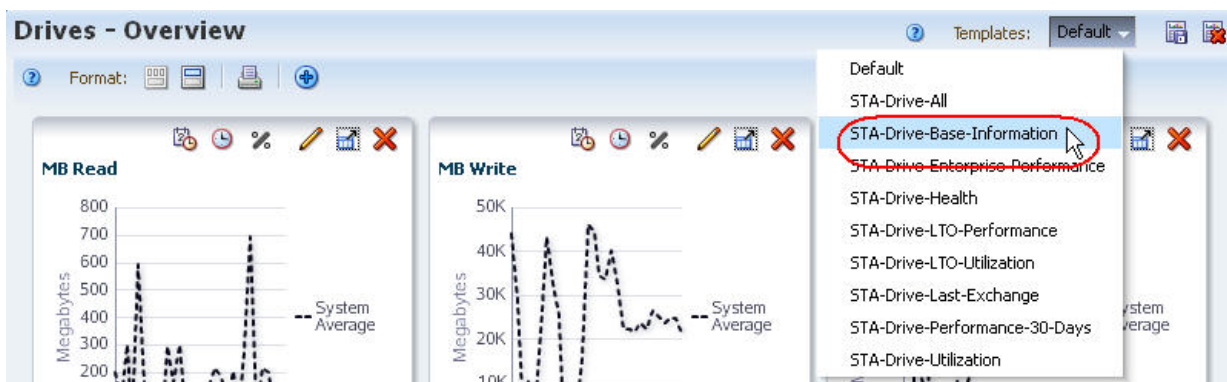 Drives - Overview
Templates: Default
Format:
Default
STA-Drive-All
STA-Drive-Base-Information
STA-Drive-Enterprise-Performance
STA-Drive-Health
STA-Drive-LTO-Performance
STA-Drive-LTO-Utilization
STA-Drive-Last-Exchange
STA-Drive-Performance-30-Days
STA-Drive-Utilization
MB Read
800
700
600
500
400
300
200
Megabytes
System
Average
MB Write
50K
40K
30K
20K
10K
Megabytes
System
Average
ystem
verage